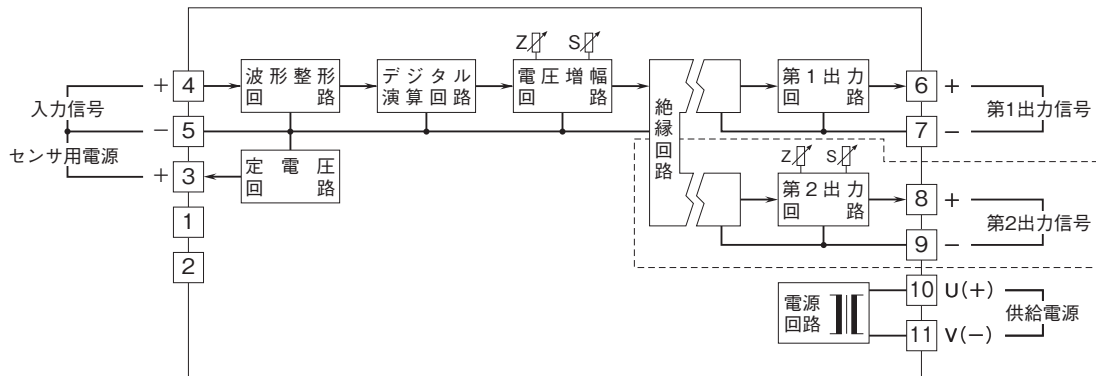 Z S
4 + 波形整形
回路
デジタル
演算回路
電圧増幅
回路
絶縁回路
第1出力
回路
6 +
7 −
第1出力信号
入力信号
5 −
センサ用電源
3 +
定電圧
回路
1
2
Z S
第2出力
回路
8 +
9 −
第2出力信号
電源
回路
10 U(+)
11 V(−)
供給電源